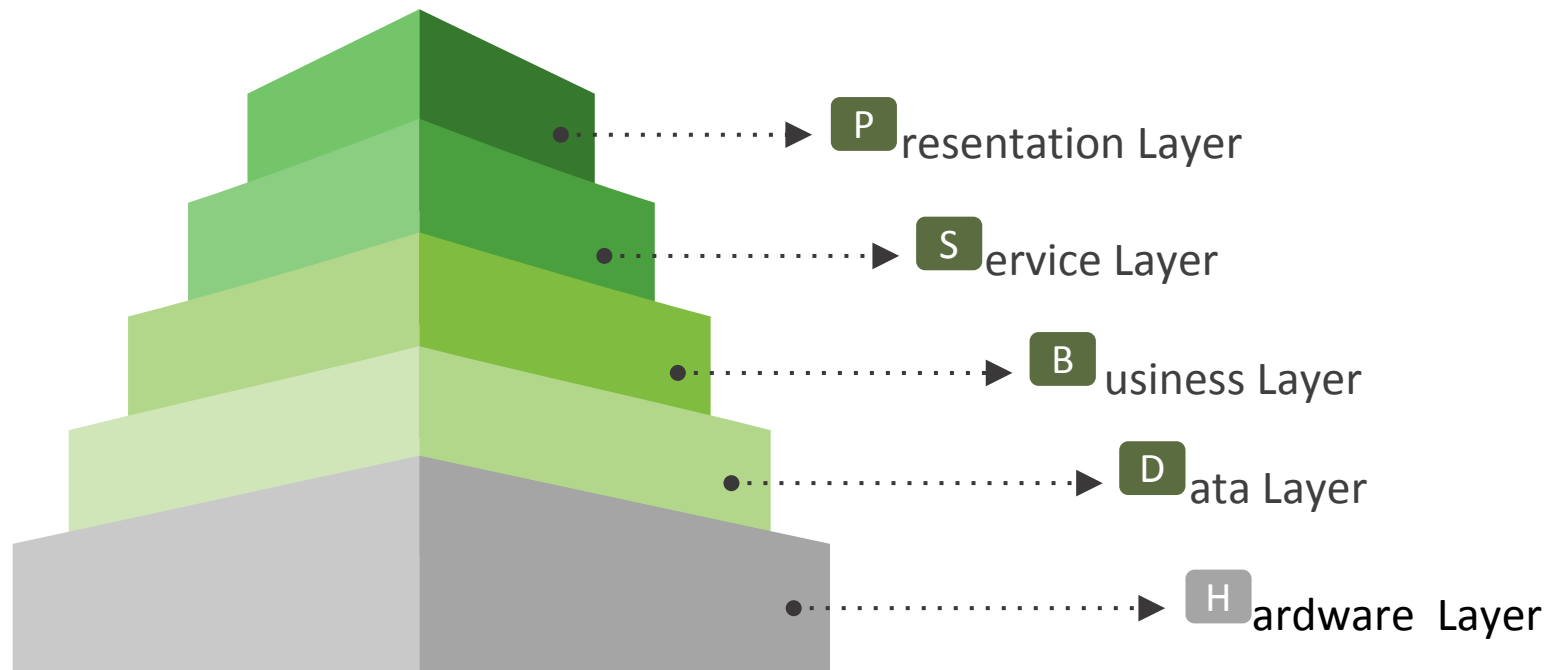 Presentation Layer
Service Layer
Business Layer
Data Layer
Hardware Layer